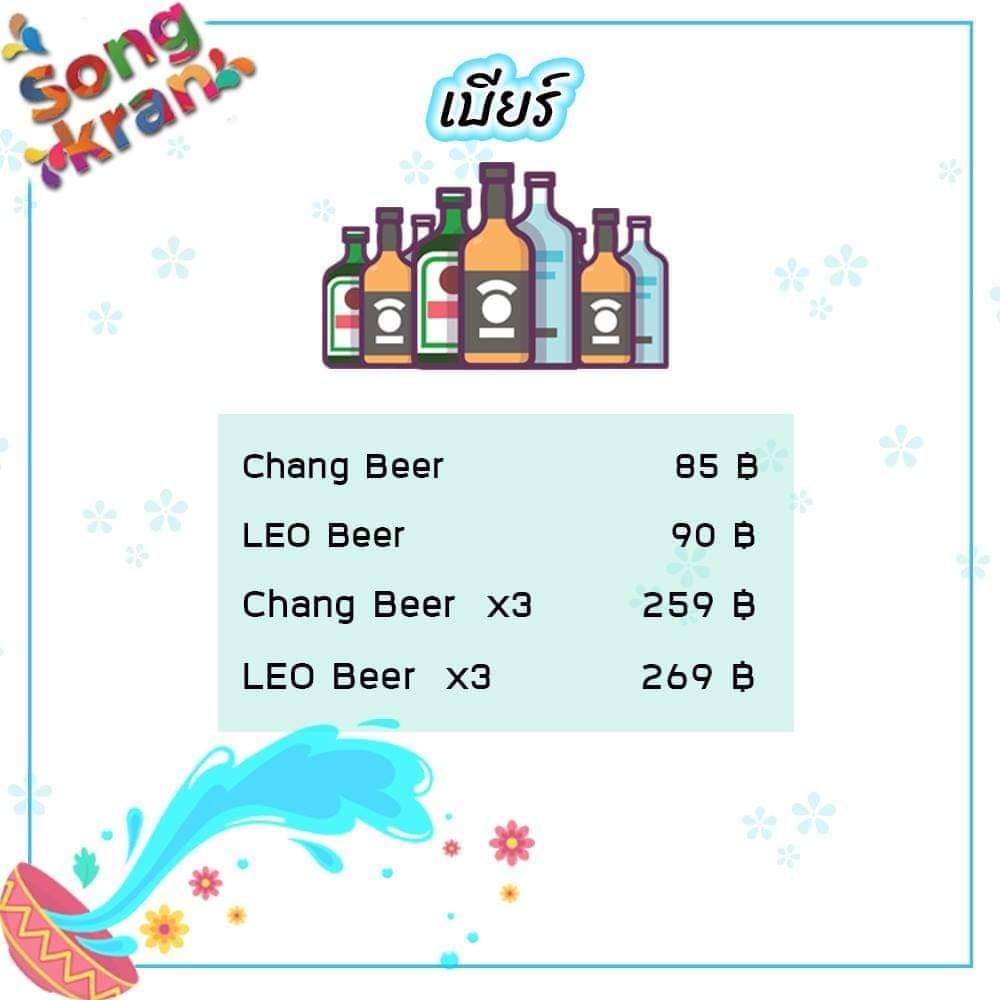 Song
kran
เบียร์
Chang Beer 85 ฿
LEO Beer 90 ฿
Chang Beer x3 259 ฿
LEO Beer x3 269 ฿